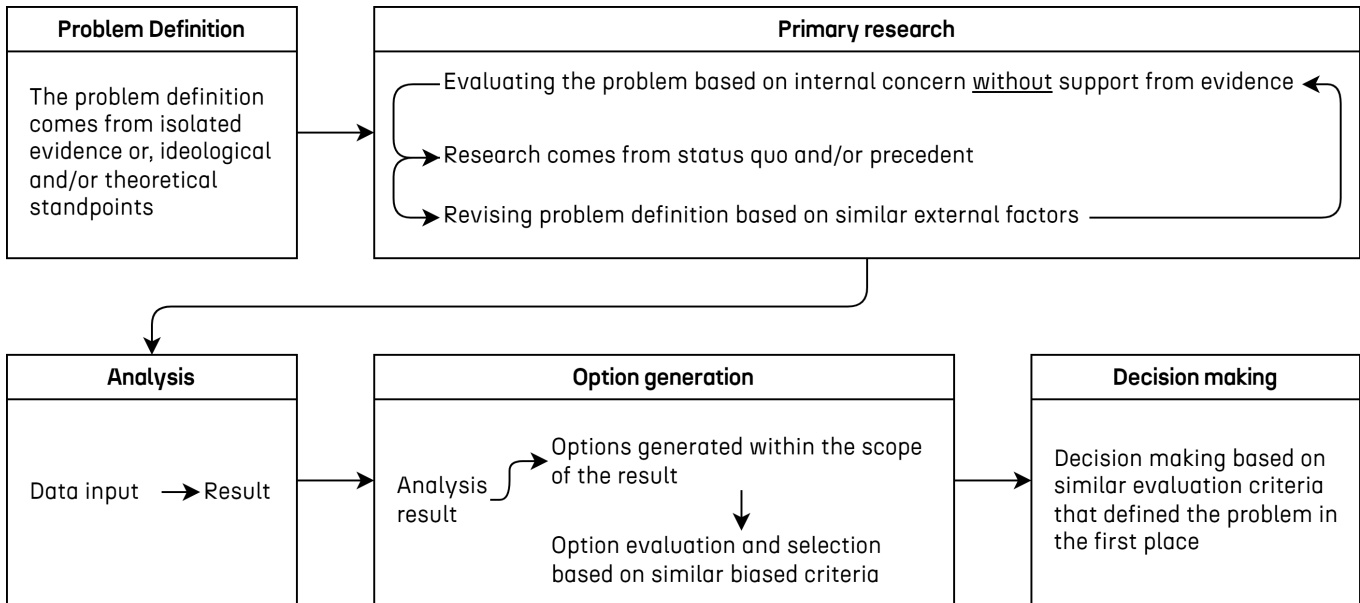 Problem Definition
The problem definition
comes from isolated
evidence or, ideological
and/or theoretical
standpoints
Primary research
Evaluating the problem based on internal concern without support from evidence
Research comes from status quo and/or precedent
Revising problem definition based on similar external factors
Analysis
Data input
Result
Option generation
Analysis
result
Options generated within the scope
of the result
Option evaluation and selection
based on similar biased criteria
Decision making
Decision making based on
similar evaluation criteria
that defined the problem in
the first place